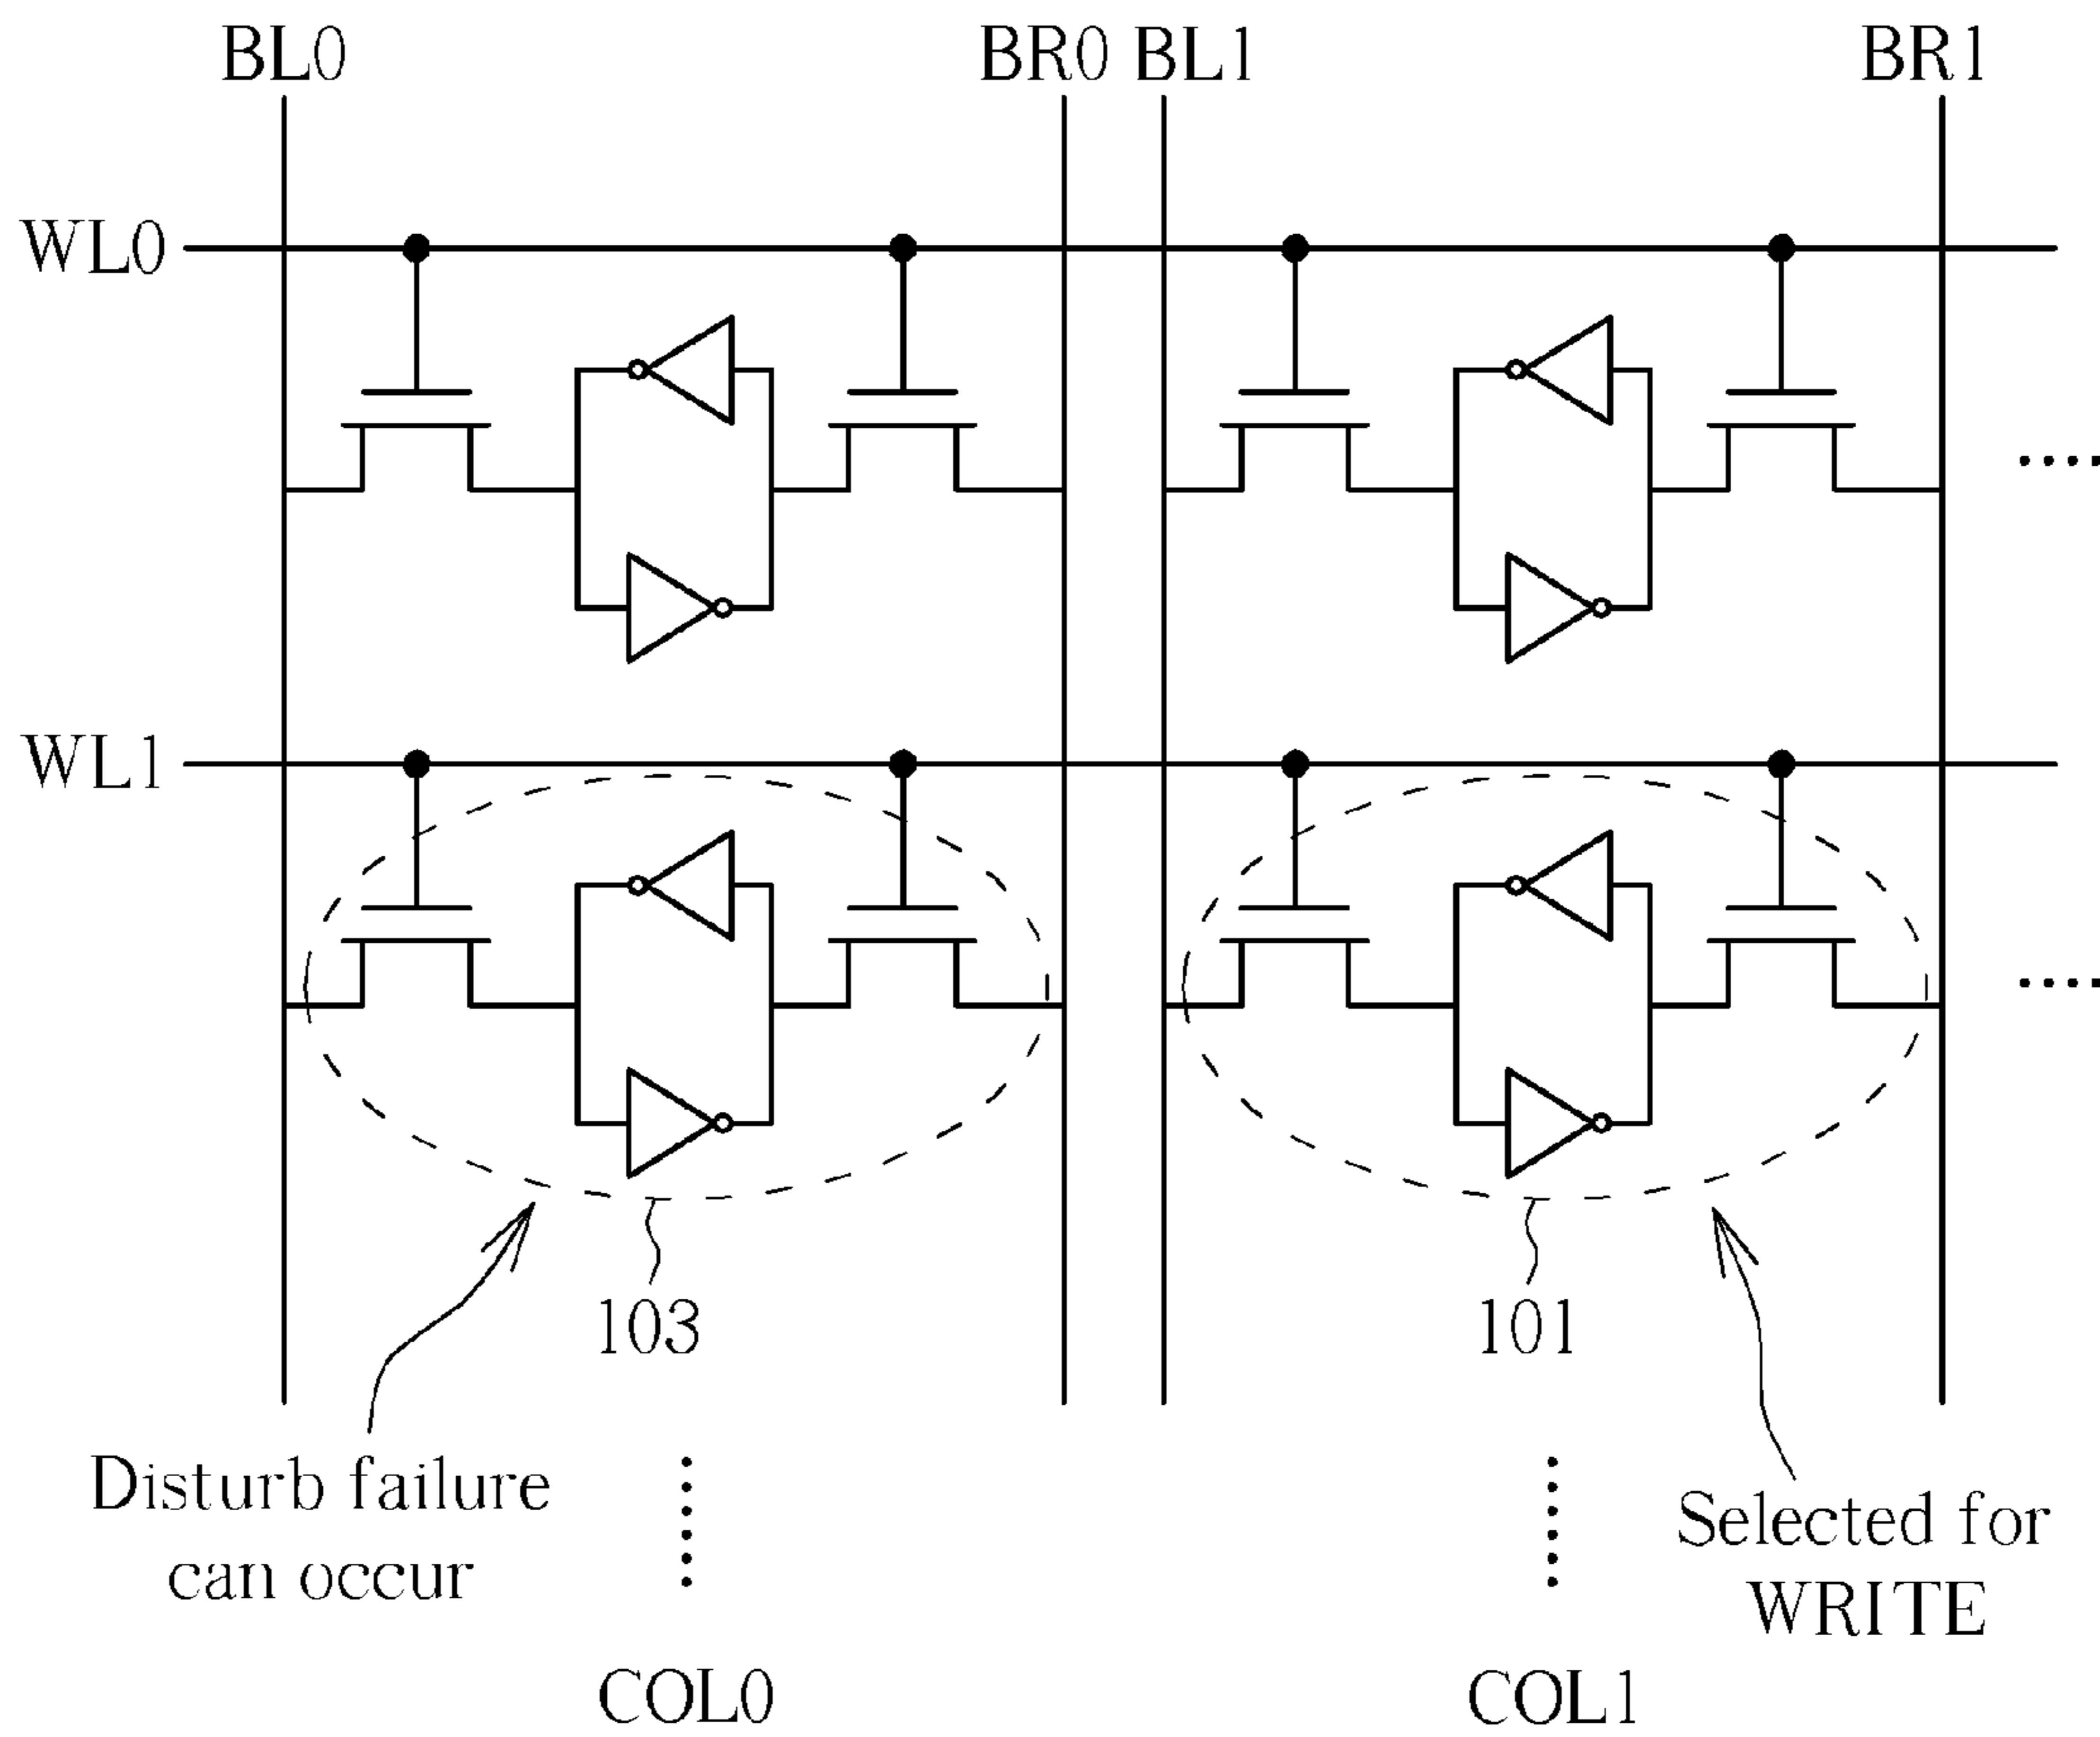 BL0 BR0 BL1 BR1
WL0
WL1
103 101
Disturb failure
can occur
Selected for
WRITE
COL0 COL1